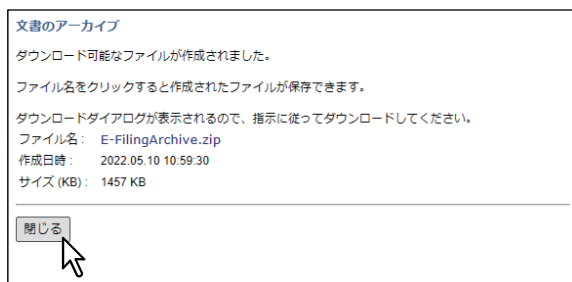 文書のアーカイブ
ダウンロード可能なファイルが作成されました。
ファイル名をクリックすると作成されたファイルが保存できます。
ダウンロードダイアログが表示されるので、指示に従ってダウンロードしてください。
ファイル名： E-FilingArchive.zip
作成日時： 2022.05.10 10:59:30
サイズ (KB)： 1457 KB
閉じる